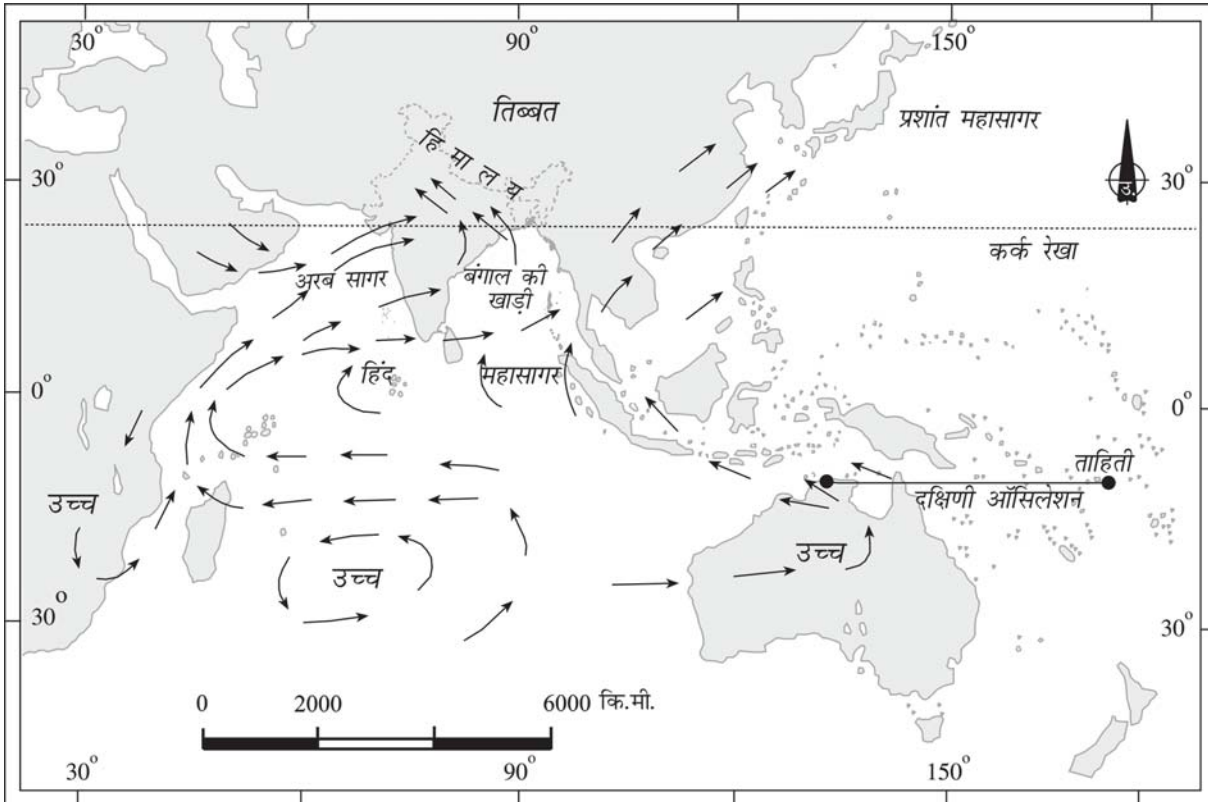 30°
90°
150°
तिब्बत
प्रशांत महासागर
हिमालय
30°
30°
उ.
कर्क रेखा
अरब सागर
बंगाल की
खाड़ी
हिंद
महासागर
0°
0°
ताहिती
दक्षिणी ऑसिलेशन
उच्च
उच्च
उच्च
30°
30°
0
2000
6000 कि.मी.
30°
90°
150°